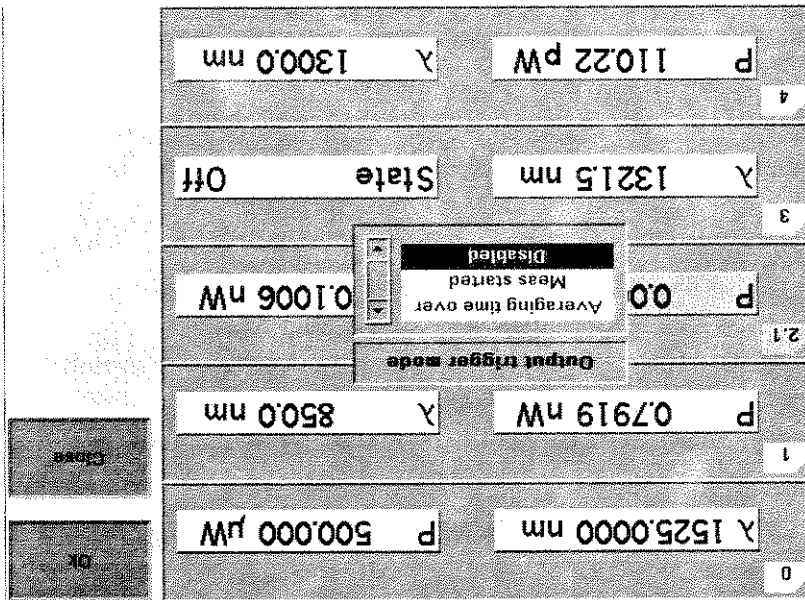 0
λ 1525.0000 nm P 500.000 µW
Ok
1
P 0.7919 nW λ 850.0 nm
Close
Output trigger mode
2.1
P 0.0 0.1006 nW
Averaging time over
Meas started
Disabled
3
λ 1321.5 nm State Off
4
P 110.22 pW λ 1300.0 nm